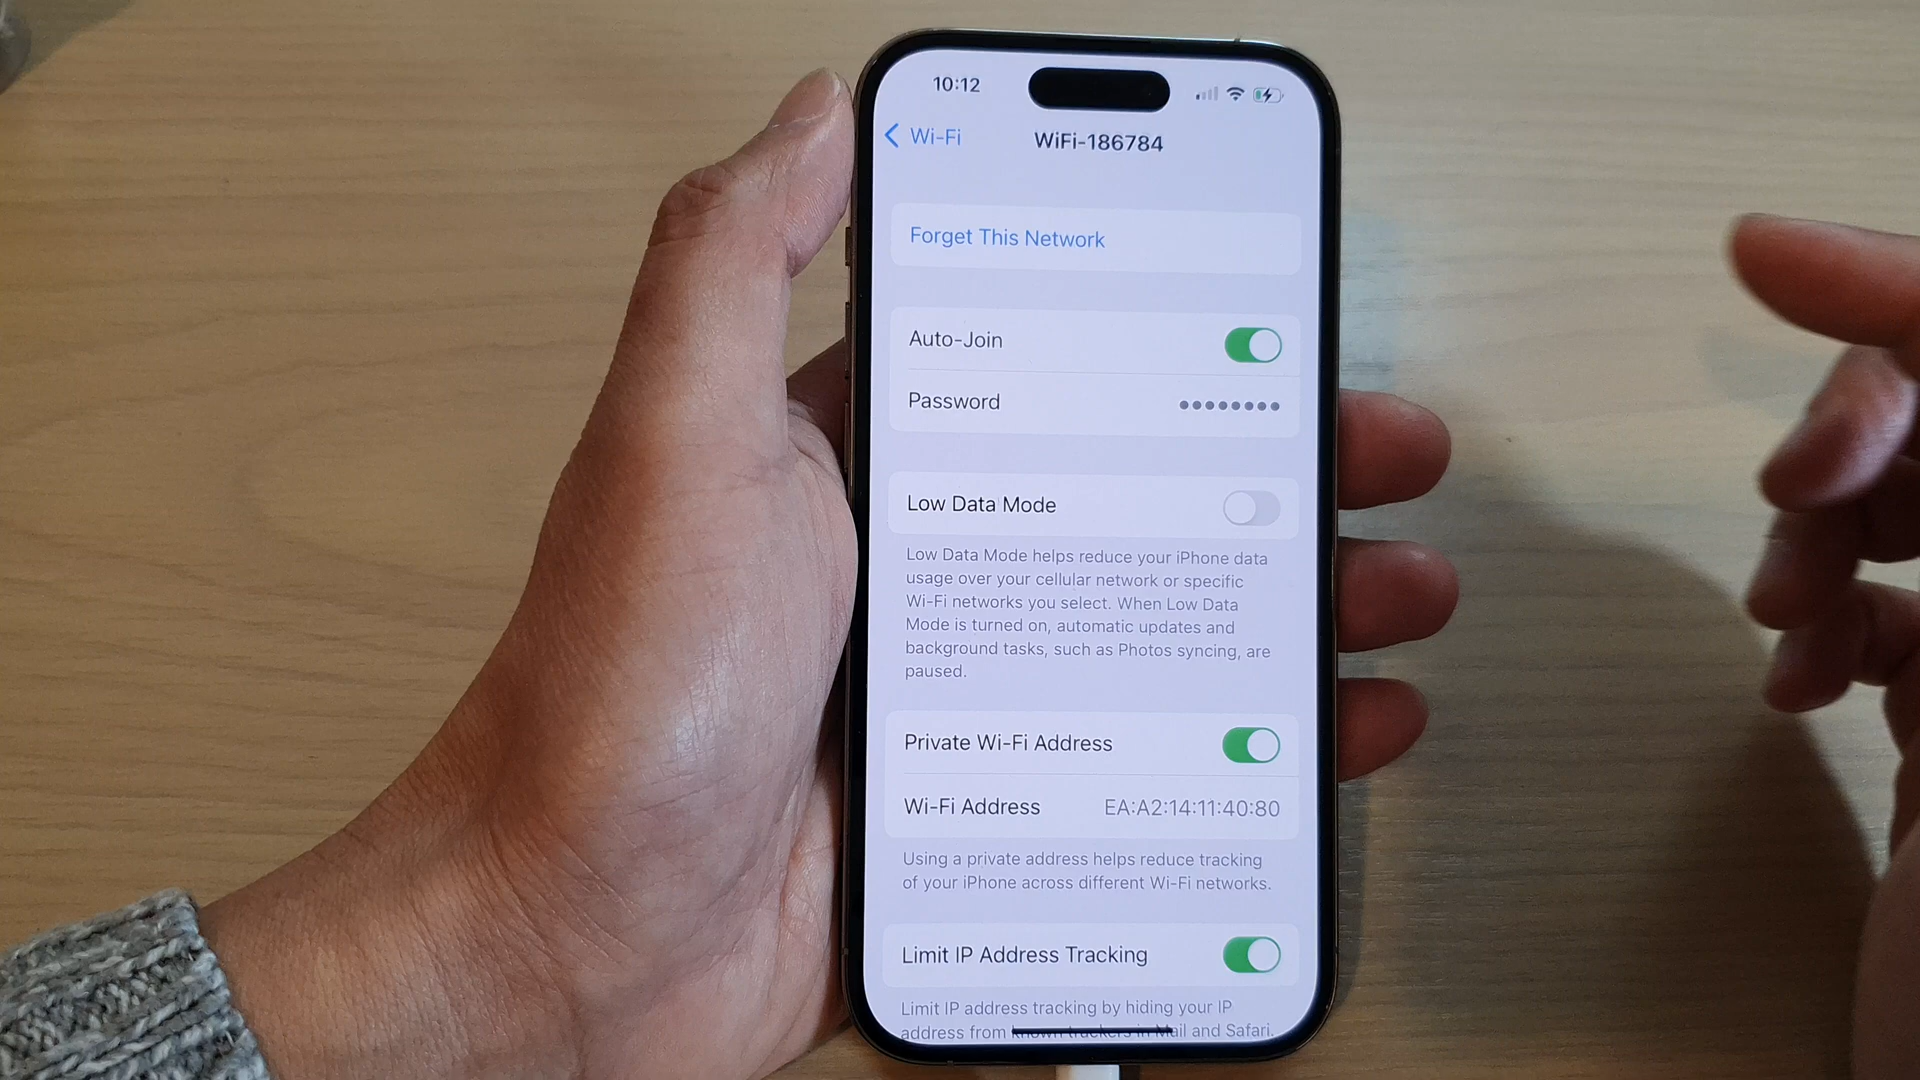 10:12
Wi-Fi
WiFi-186784
Forget This Network
Auto-Join
Password ••••••••
Low Data Mode
Low Data Mode helps reduce your iPhone data
usage over your cellular network or specific
Wi-Fi networks you select. When Low Data
Mode is turned on, automatic updates and
background tasks, such as Photos syncing, are
paused.
Private Wi-Fi Address
Wi-Fi Address EA:A2:14:11:40:80
Using a private address helps reduce tracking
of your iPhone across different Wi-Fi networks.
Limit IP Address Tracking
Limit IP address tracking by hiding your IP
address from known trackers in Mail and Safari.